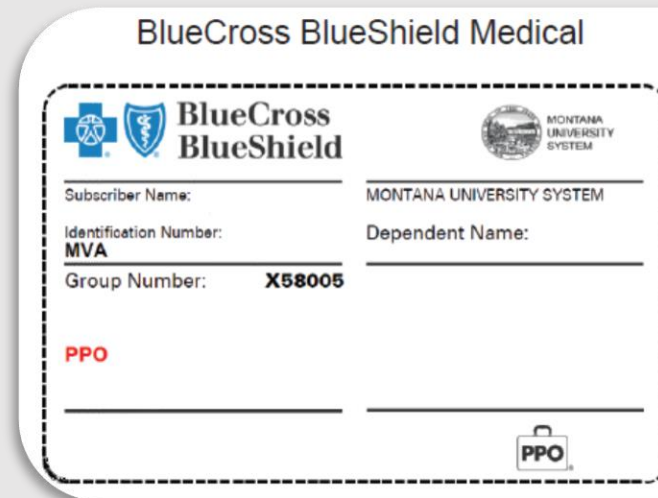 BlueCross BlueShield Medical
BlueCross
BlueShield
MONTANA
UNIVERSITY
SYSTEM
Subscriber Name:
MONTANA UNIVERSITY SYSTEM
Identification Number:
MVA
Dependent Name:
Group Number: X58005
PPO
PPO